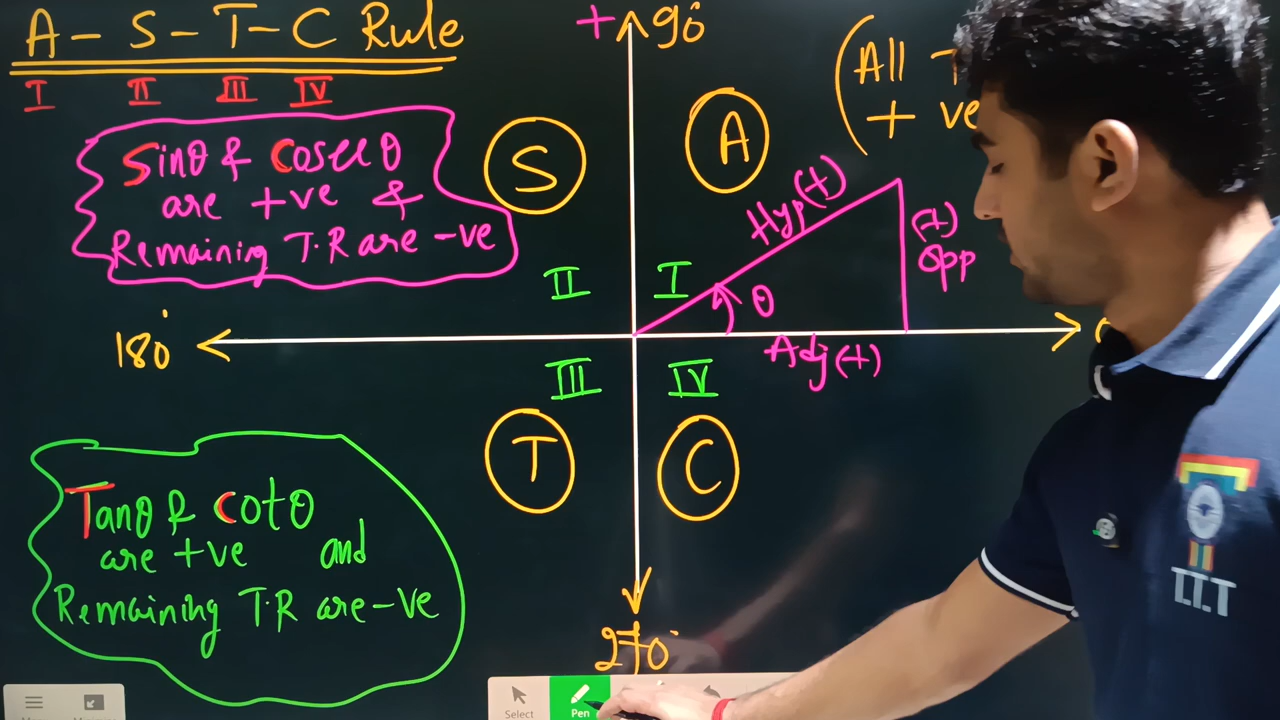 A - S - T - C Rule
I II III IV
Sinθ & Cosecθ
are +ve &
Remaining T.R are -ve
+
90°
(All
+ ve
S
A
Hyp(+)
(+)
Opp
II
I
θ
180°
Adj(+)
III
IV
T
C
Tanθ & Cotθ
are +ve and
Remaining T.R are -ve
270°
Select
Pen
I.I.T